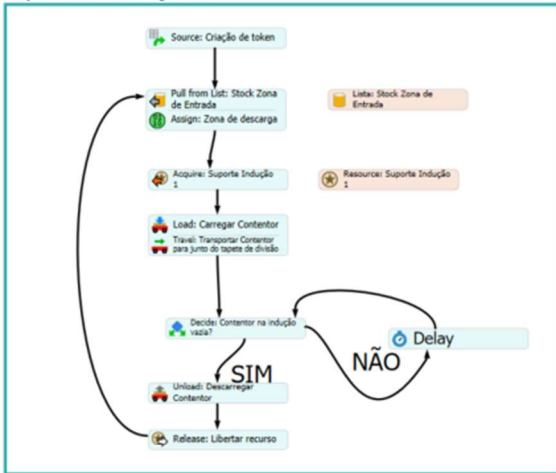 Source: Criação de token
Pull from List: Stock Zona
de Entrada
Assign: Zona de descarga
Lista: Stock Zona de
Entrada
Acquire: Suporte Indução
1
Resource: Suporte Indução
1
Load: Carregar Contentor
Travel: Transportar Contentor
para junto do tapete de divisão
Decide: Contentor na indução
vazia?
Delay
NÃO
SIM
Unload: Descarregar
Contentor
Release: Libertar recurso